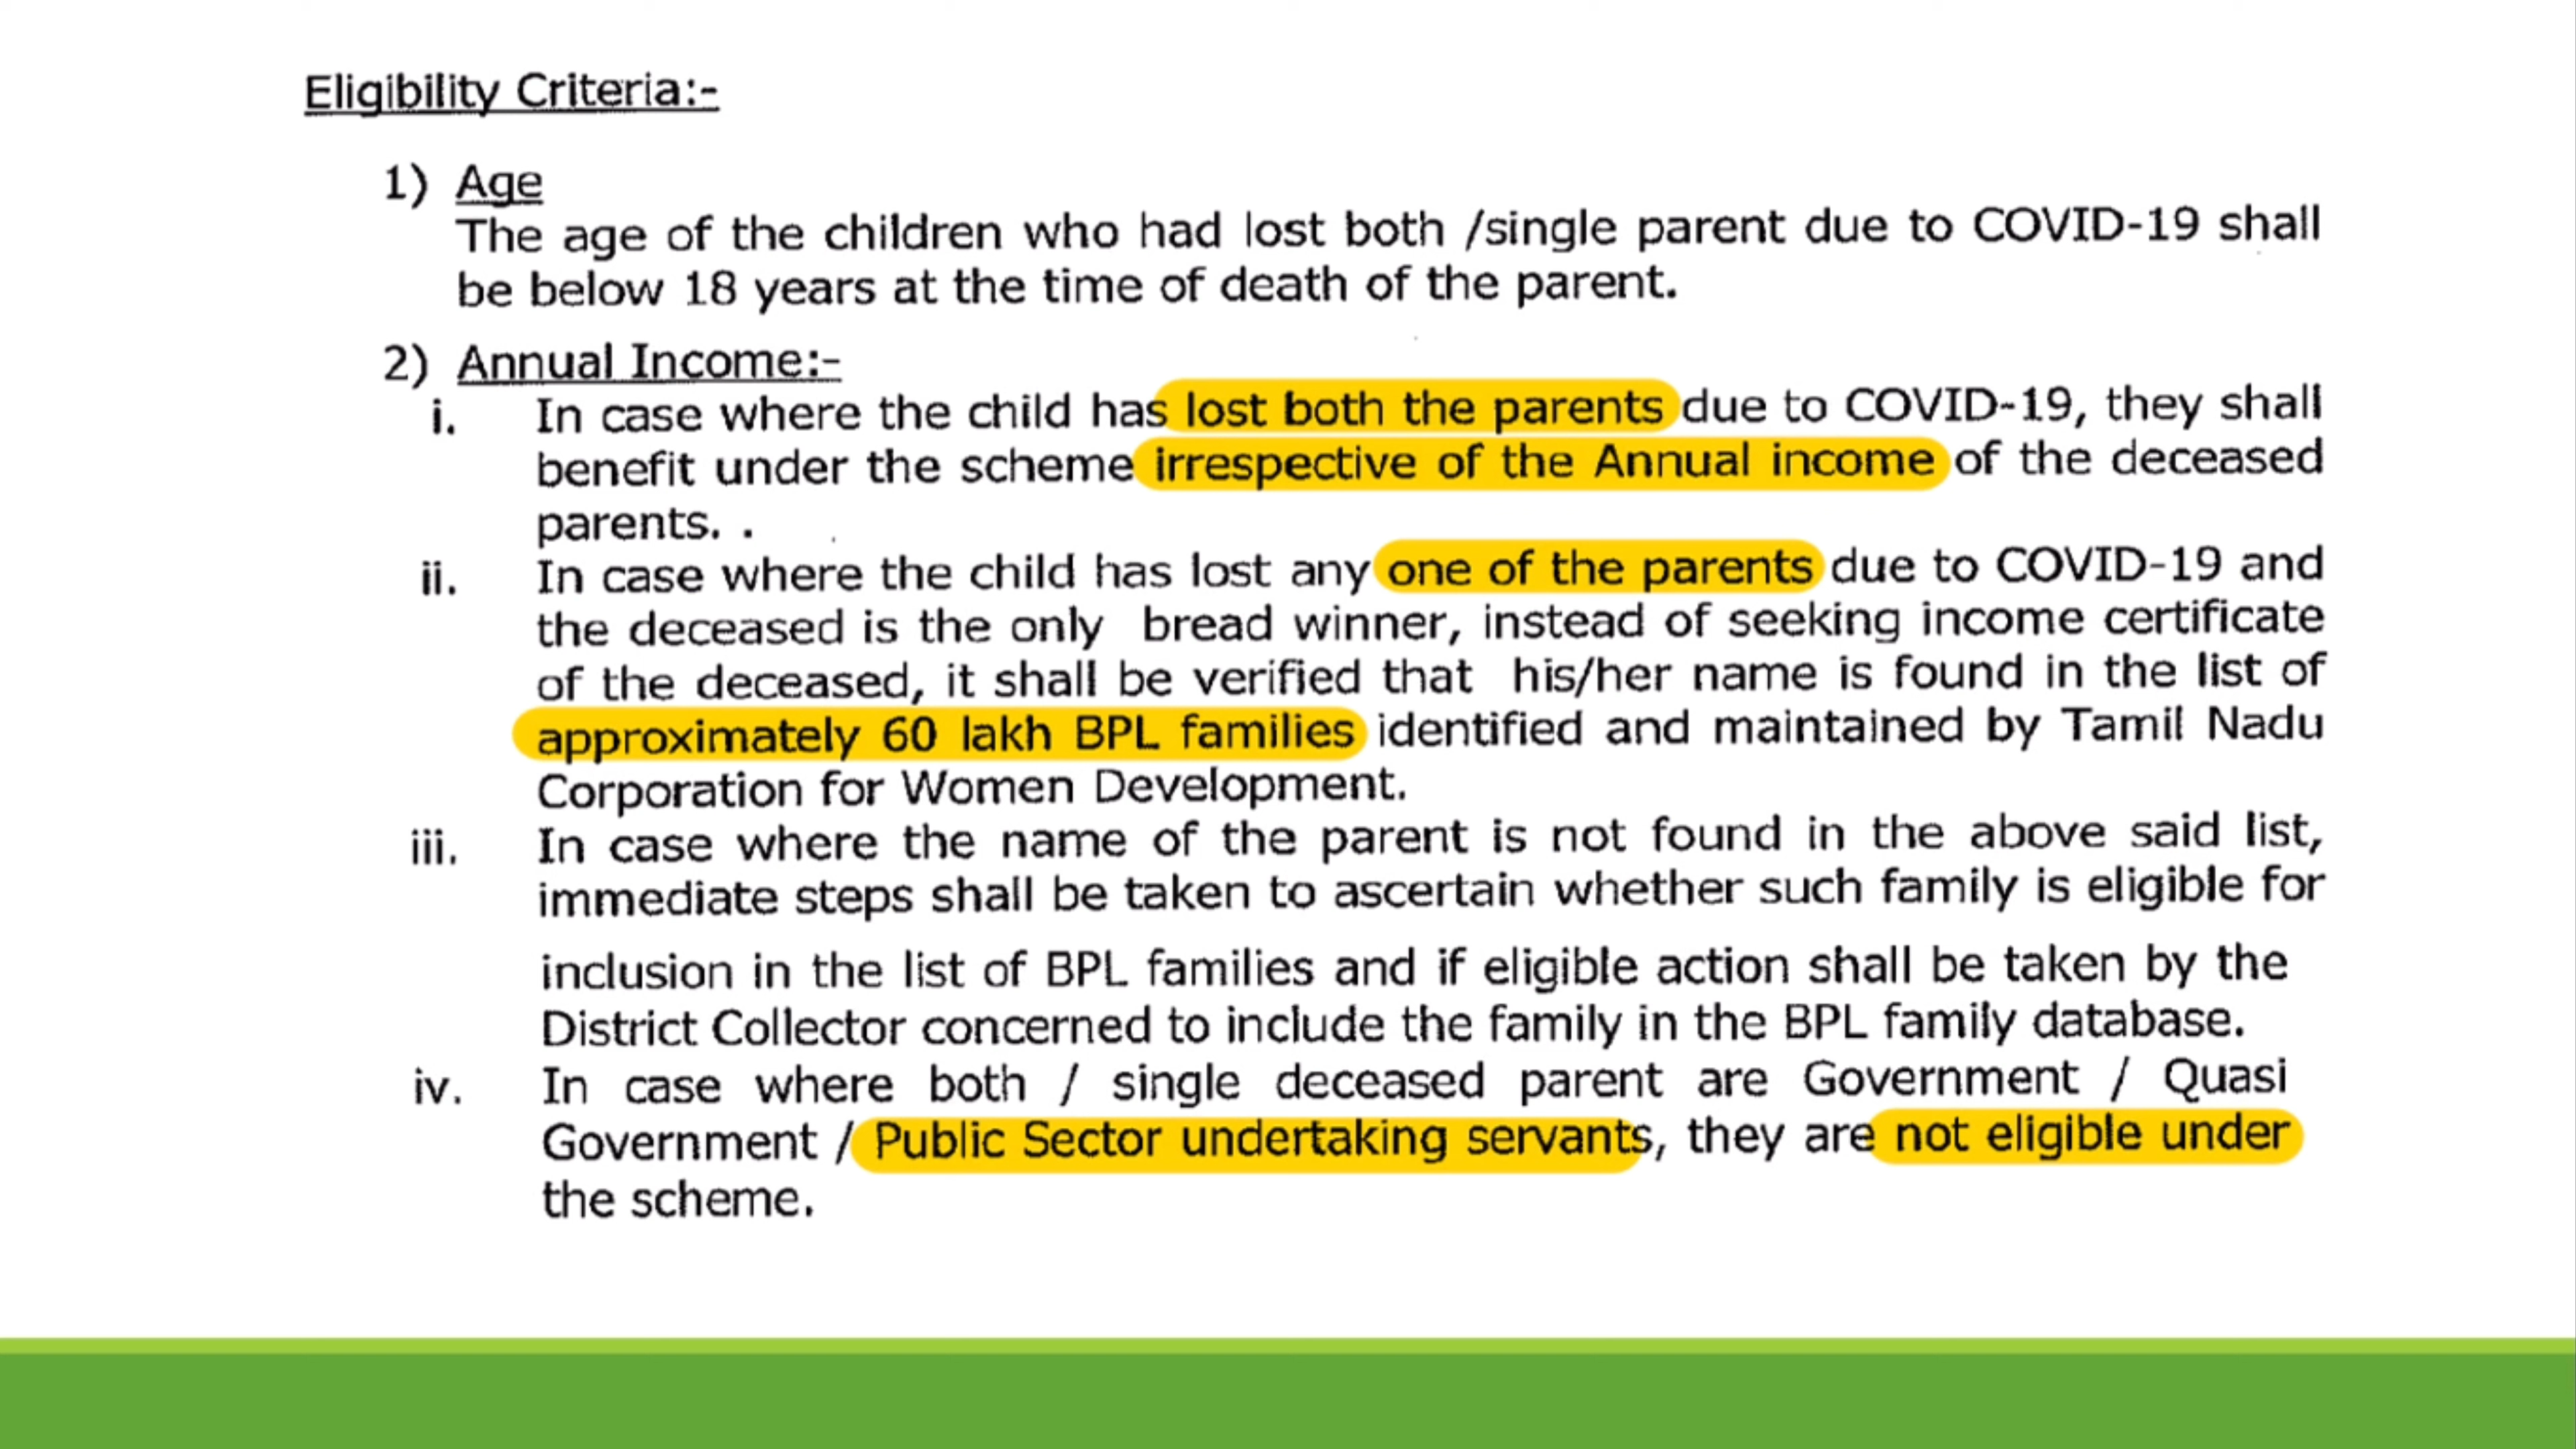 Eligibility Criteria:-
1) Age
The age of the children who had lost both /single parent due to COVID-19 shall
be below 18 years at the time of death of the parent.
2) Annual Income:-
i. In case where the child has lost both the parents due to COVID-19, they shall
benefit under the scheme irrespective of the Annual income of the deceased
parents. .
ii. In case where the child has lost any one of the parents due to COVID-19 and
the deceased is the only bread winner, instead of seeking income certificate
of the deceased, it shall be verified that his/her name is found in the list of
approximately 60 lakh BPL families identified and maintained by Tamil Nadu
Corporation for Women Development.
iii. In case where the name of the parent is not found in the above said list,
immediate steps shall be taken to ascertain whether such family is eligible for
inclusion in the list of BPL families and if eligible action shall be taken by the
District Collector concerned to include the family in the BPL family database.
iv. In case where both / single deceased parent are Government / Quasi
Government / Public Sector undertaking servants, they are not eligible under
the scheme.